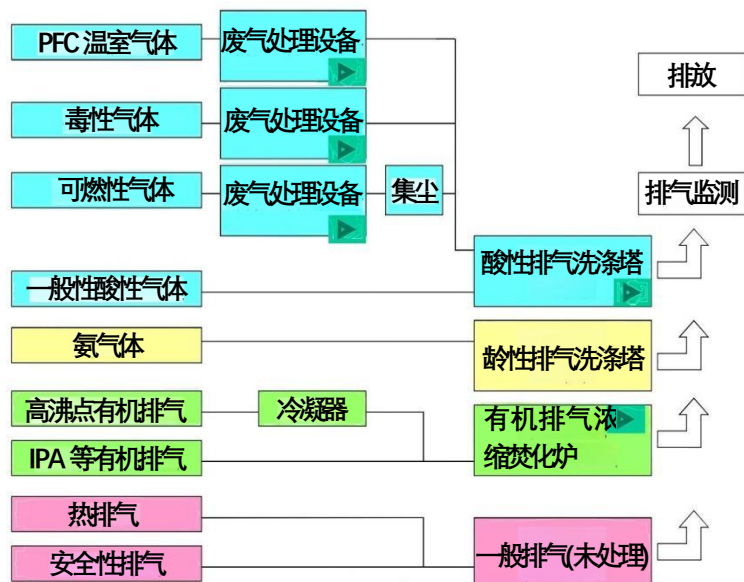 PFC 温室气体
废气处理设备
排放
毒性气体
废气处理设备
可燃性气体
废气处理设备
集尘
排气监测
酸性排气洗涤塔
一般性酸性气体
氨气体
龄性排气洗涤塔
高沸点有机排气
冷凝器
有机排气浓
缩焚化炉
IPA 等有机排气
热排气
安全性排气
一般排气(未处理)